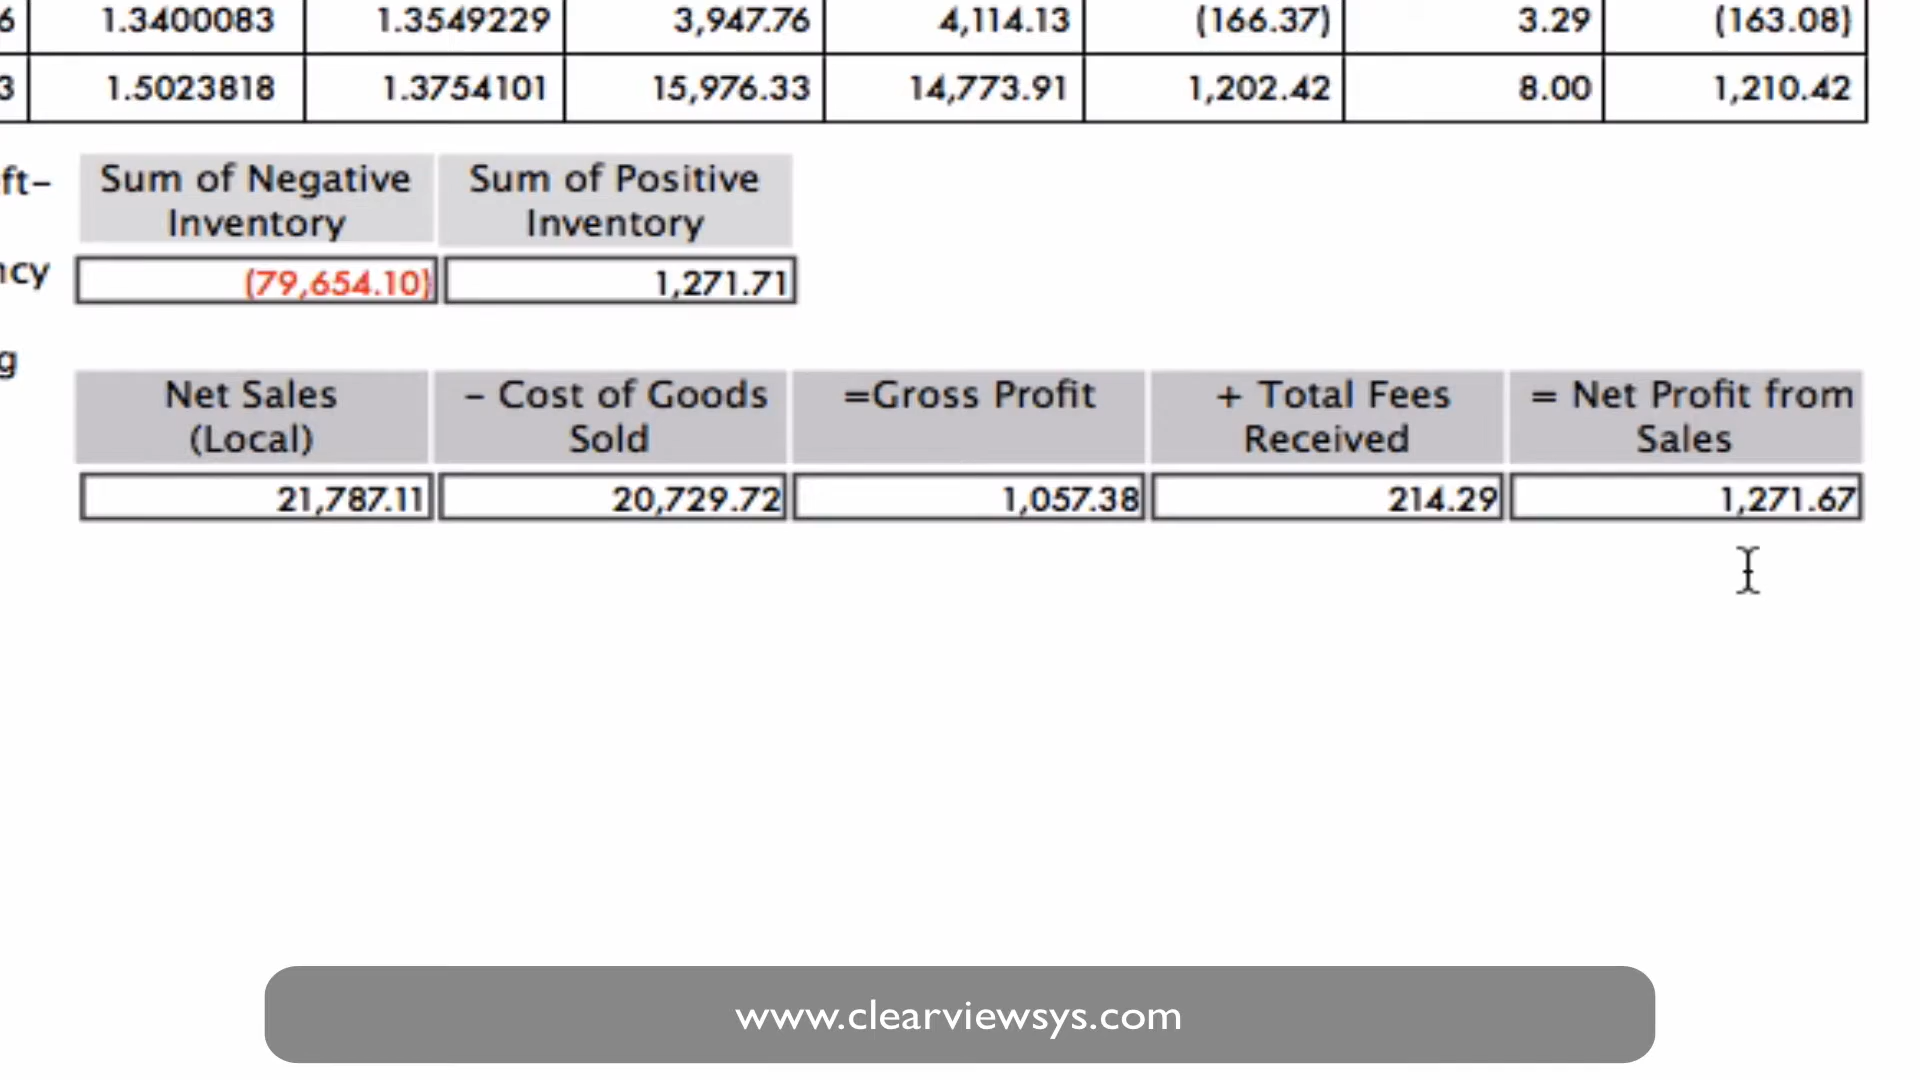 6 1.3400083 1.3549229 3,947.76 4,114.13 (166.37) 3.29 (163.08)
3 1.5023818 1.3754101 15,976.33 14,773.91 1,202.42 8.00 1,210.42
ft- Sum of Negative Sum of Positive
Inventory Inventory
ncy (79,654.10) 1,271.71
g
Net Sales - Cost of Goods =Gross Profit + Total Fees = Net Profit from
(Local) Sold Received Sales
21,787.11 20,729.72 1,057.38 214.29 1,271.67
www.clearviewsys.com